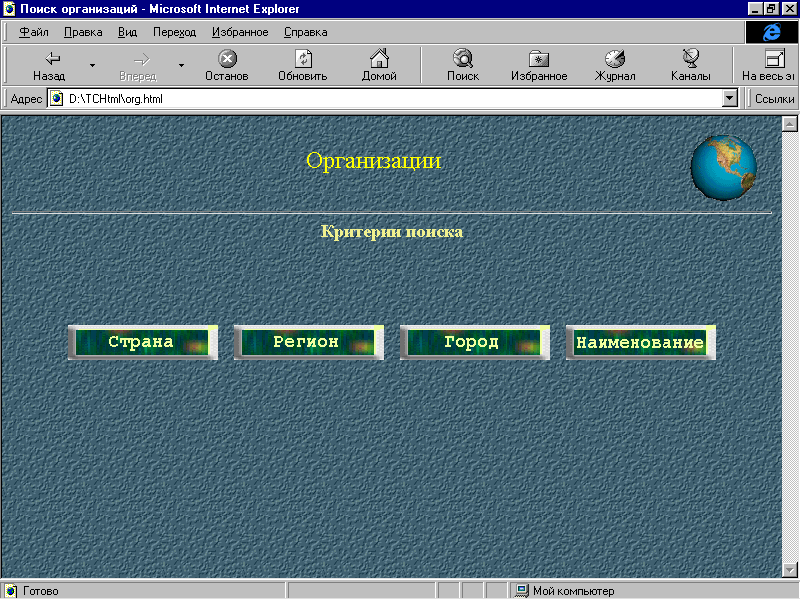 Поиск организаций - Microsoft Internet Explorer
Файл Правка Вид Переход Избранное Справка
Назад Вперед Останов Обновить Домой Поиск Избранное Журнал Каналы На весь эк
Адрес D:\TCHtml\org.html Ссылки
Организации
Критерии поиска
Страна Регион Город Наименование
Готово Мой компьютер